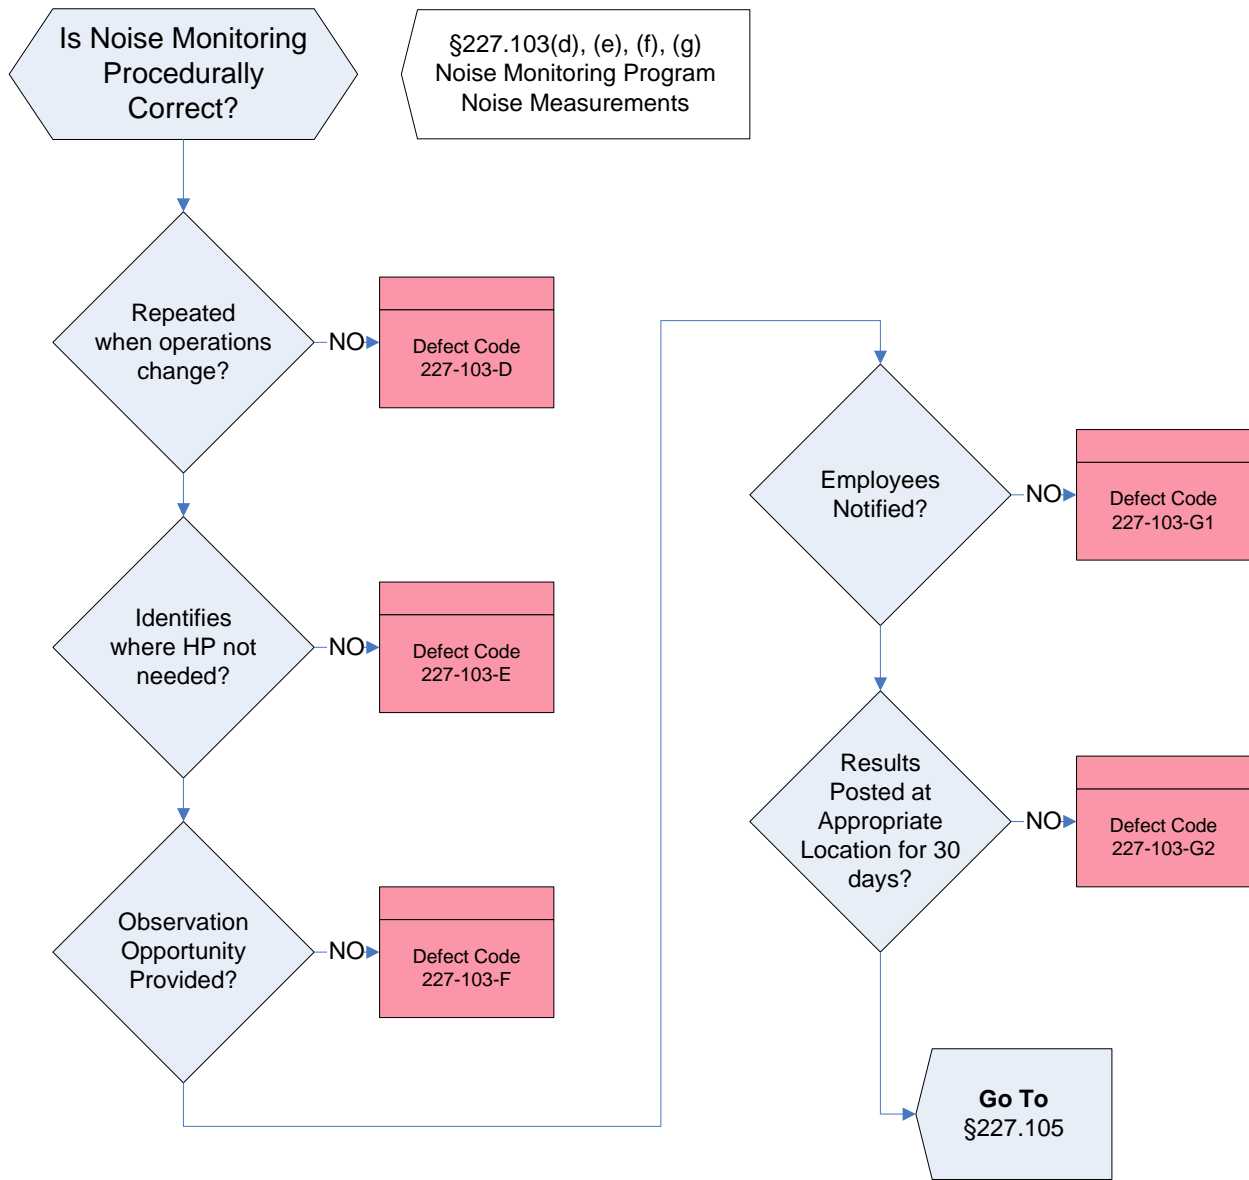 Is Noise Monitoring
Procedurally
Correct?
§227.103(d), (e), (f), (g)
Noise Monitoring Program
Noise Measurements
Repeated
when operations
change?
NO
Defect Code
227-103-D
Identifies
where HP not
needed?
NO
Defect Code
227-103-E
Observation
Opportunity
Provided?
NO
Defect Code
227-103-F
Employees
Notified?
NO
Defect Code
227-103-G1
Results
Posted at
Appropriate
Location for 30
days?
NO
Defect Code
227-103-G2
Go To
§227.105